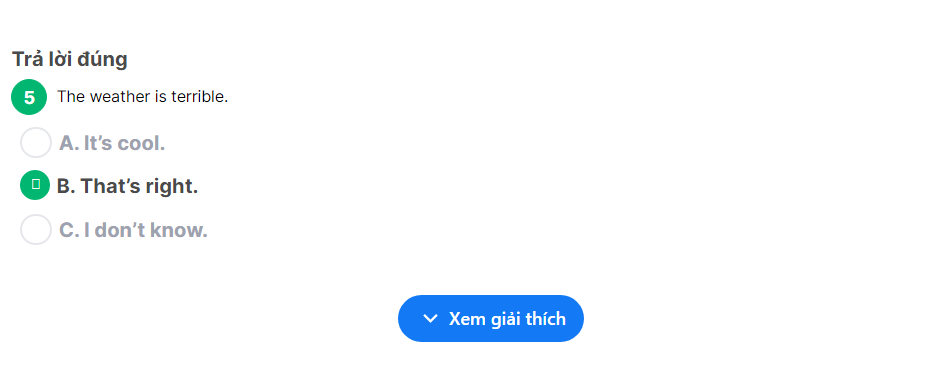 Trả lời đúng
5 The weather is terrible.
A. It’s cool.
B. That’s right.
C. I don’t know.
Xem giải thích